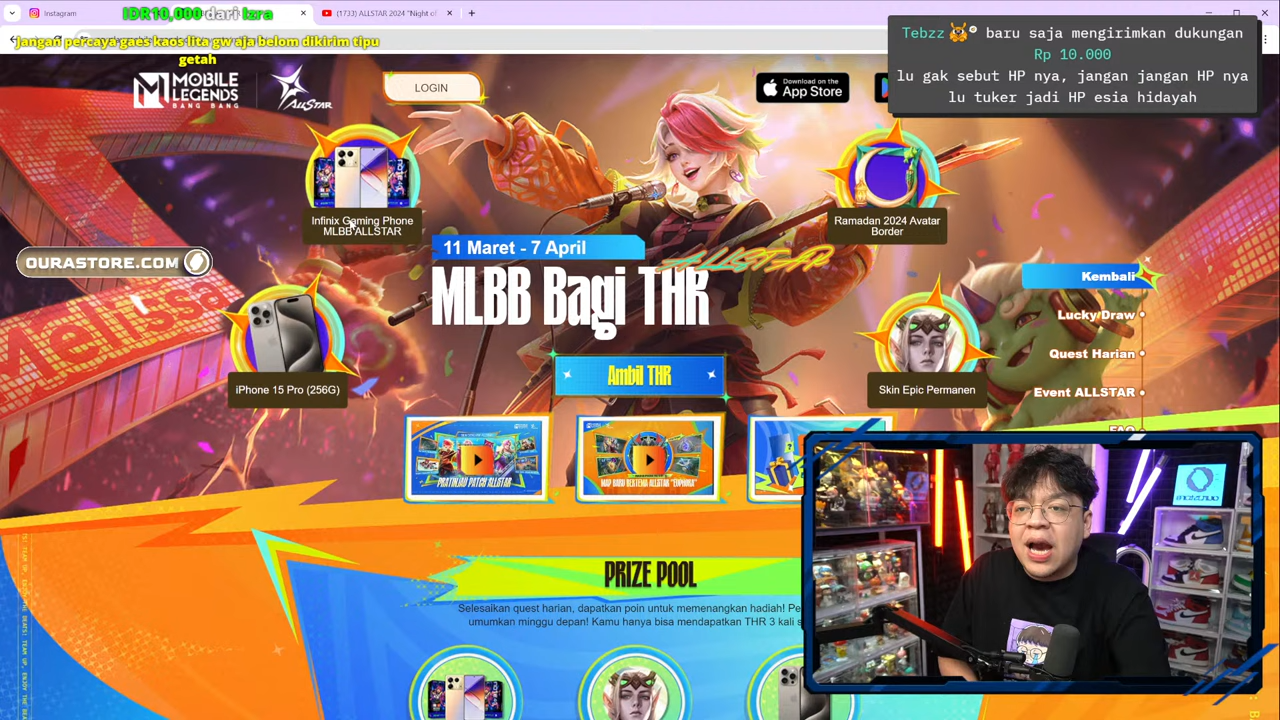 Instagram
(1733) ALLSTAR 2024 "Night of
IDR10,000 dari Izra
jangan percaya gaes kaos lita gw aja belom dikirim tipu
getah
Tebzz baru saja mengirimkan dukungan
Rp 10.000
lu gak sebut HP nya, jangan jangan HP nya
lu tuker jadi HP esia hidayah
MOBILE
LEGENDS
BANG BANG
ALLSTAR
LOGIN
Download on the
App Store
Infinix Gaming Phone
MLBB ALLSTAR
Ramadan 2024 Avatar
Border
OURASTORE.COM
11 Maret - 7 April
ALLSTAR
MLBB Bagi THR
Kembali
Lucky Draw
Quest Harian
Event ALLSTAR
FAQ
Melissa
iPhone 15 Pro (256G)
Ambil THR
Skin Epic Permanen
PRATINJAU PATCH ALLSTAR
MAP BARU BERTEMA ALLSTAR "EUPHORIA"
PRIZE POOL
Selesaikan quest harian, dapatkan poin untuk memenangkan hadiah!
umumkan minggu depan! Kamu hanya bisa mendapatkan THR 3 kali